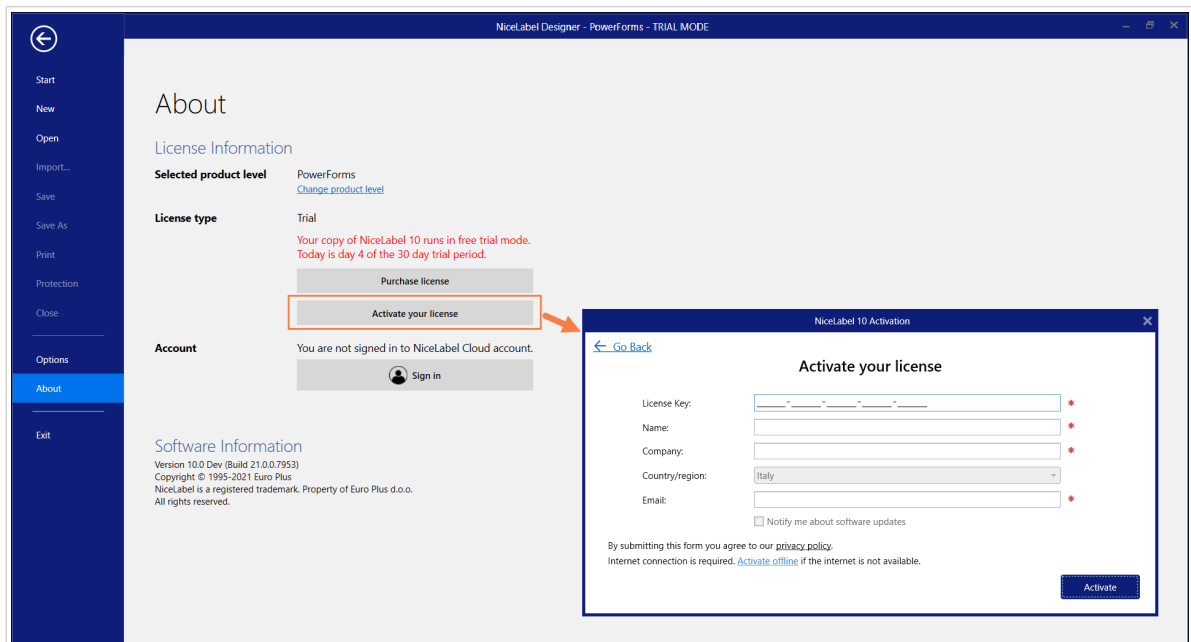 NiceLabel Designer - PowerForms - TRIAL MODE
Start
New
Open
Import...
Save
Save As
Print
Protection
Close
Options
About
Exit
About
License Information
Selected product level
PowerForms
Change product level
License type
Trial
Your copy of NiceLabel 10 runs in free trial mode.
Today is day 4 of the 30 day trial period.
Purchase license
Activate your license
Account
You are not signed in to NiceLabel Cloud account.
Sign in
Software Information
Version 10.0 Dev (Build 21.0.0.7953)
Copyright © 1995-2021 Euro Plus
NiceLabel is a registered trademark. Property of Euro Plus d.o.o.
All rights reserved.
NiceLabel 10 Activation
Go Back
Activate your license
License Key: _____-_____-_____-_____-_____ *
Name: *
Company: *
Country/region: Italy
Email: *
Notify me about software updates
By submitting this form you agree to our privacy policy.
Internet connection is required. Activate offline if the internet is not available.
Activate